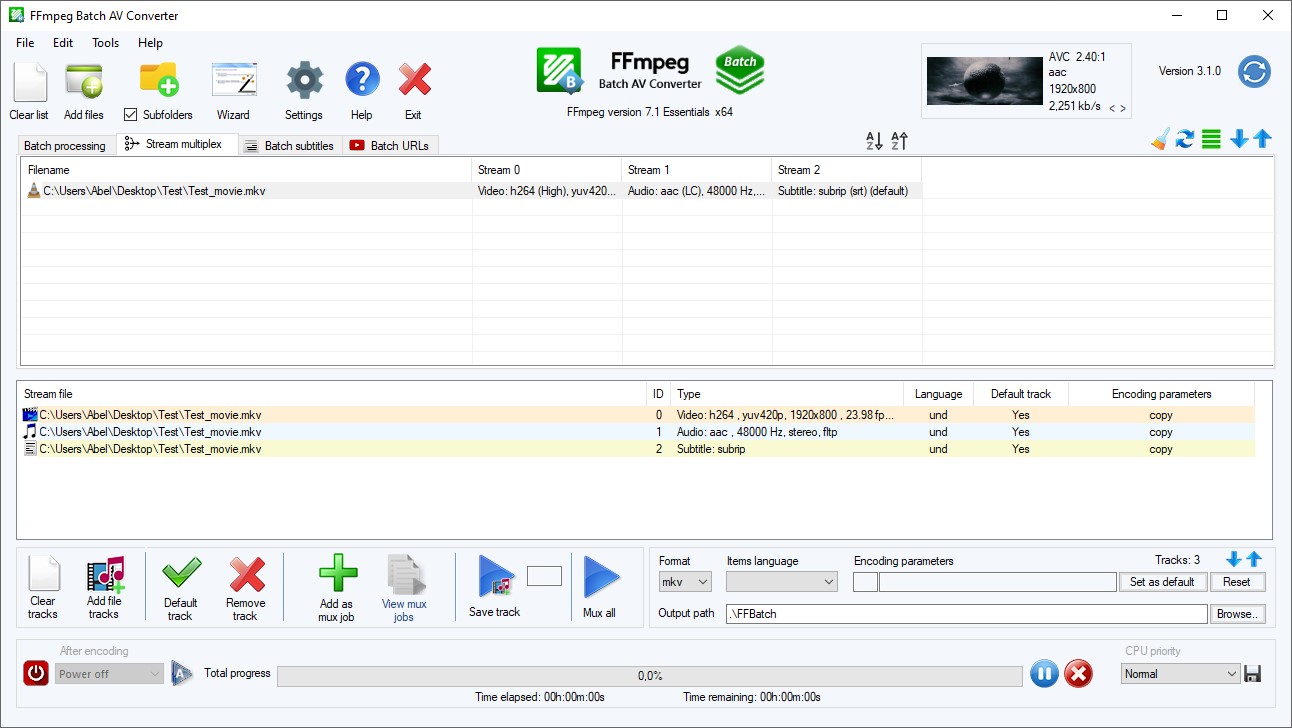 FFmpeg Batch AV Converter
File Edit Tools Help
Clear list Add files Subfolders Wizard Settings Help Exit
B
FFmpeg
Batch AV Converter
Batch
FFmpeg version 7.1 Essentials x64
AVC 2.40:1
aac
1920x800
2,251 kb/s < >
Version 3.1.0
Batch processing Stream multiplex Batch subtitles Batch URLs
A Z A Z
Filename Stream 0 Stream 1 Stream 2
C:\Users\Abel\Desktop\Test\Test_movie.mkv Video: h264 (High), yuv420... Audio: aac (LC), 48000 Hz,... Subtitle: subrip (srt) (default)
Stream file ID Type Language Default track Encoding parameters
C:\Users\Abel\Desktop\Test\Test_movie.mkv 0 Video: h264 , yuv420p, 1920x800 , 23.98 fp... und Yes copy
C:\Users\Abel\Desktop\Test\Test_movie.mkv 1 Audio: aac , 48000 Hz, stereo, fltp und Yes copy
C:\Users\Abel\Desktop\Test\Test_movie.mkv 2 Subtitle: subrip und Yes copy
Clear tracks
Add file tracks
Default track
Remove track
Add as mux job
View mux jobs
Save track
Mux all
Format Items language Encoding parameters Tracks: 3
mkv Set as default Reset
Output path .\FFBatch Browse..
After encoding
Power off A Total progress 0,0%
Time elapsed: 00h:00m:00s Time remaining: 00h:00m:00s
CPU priority
Normal